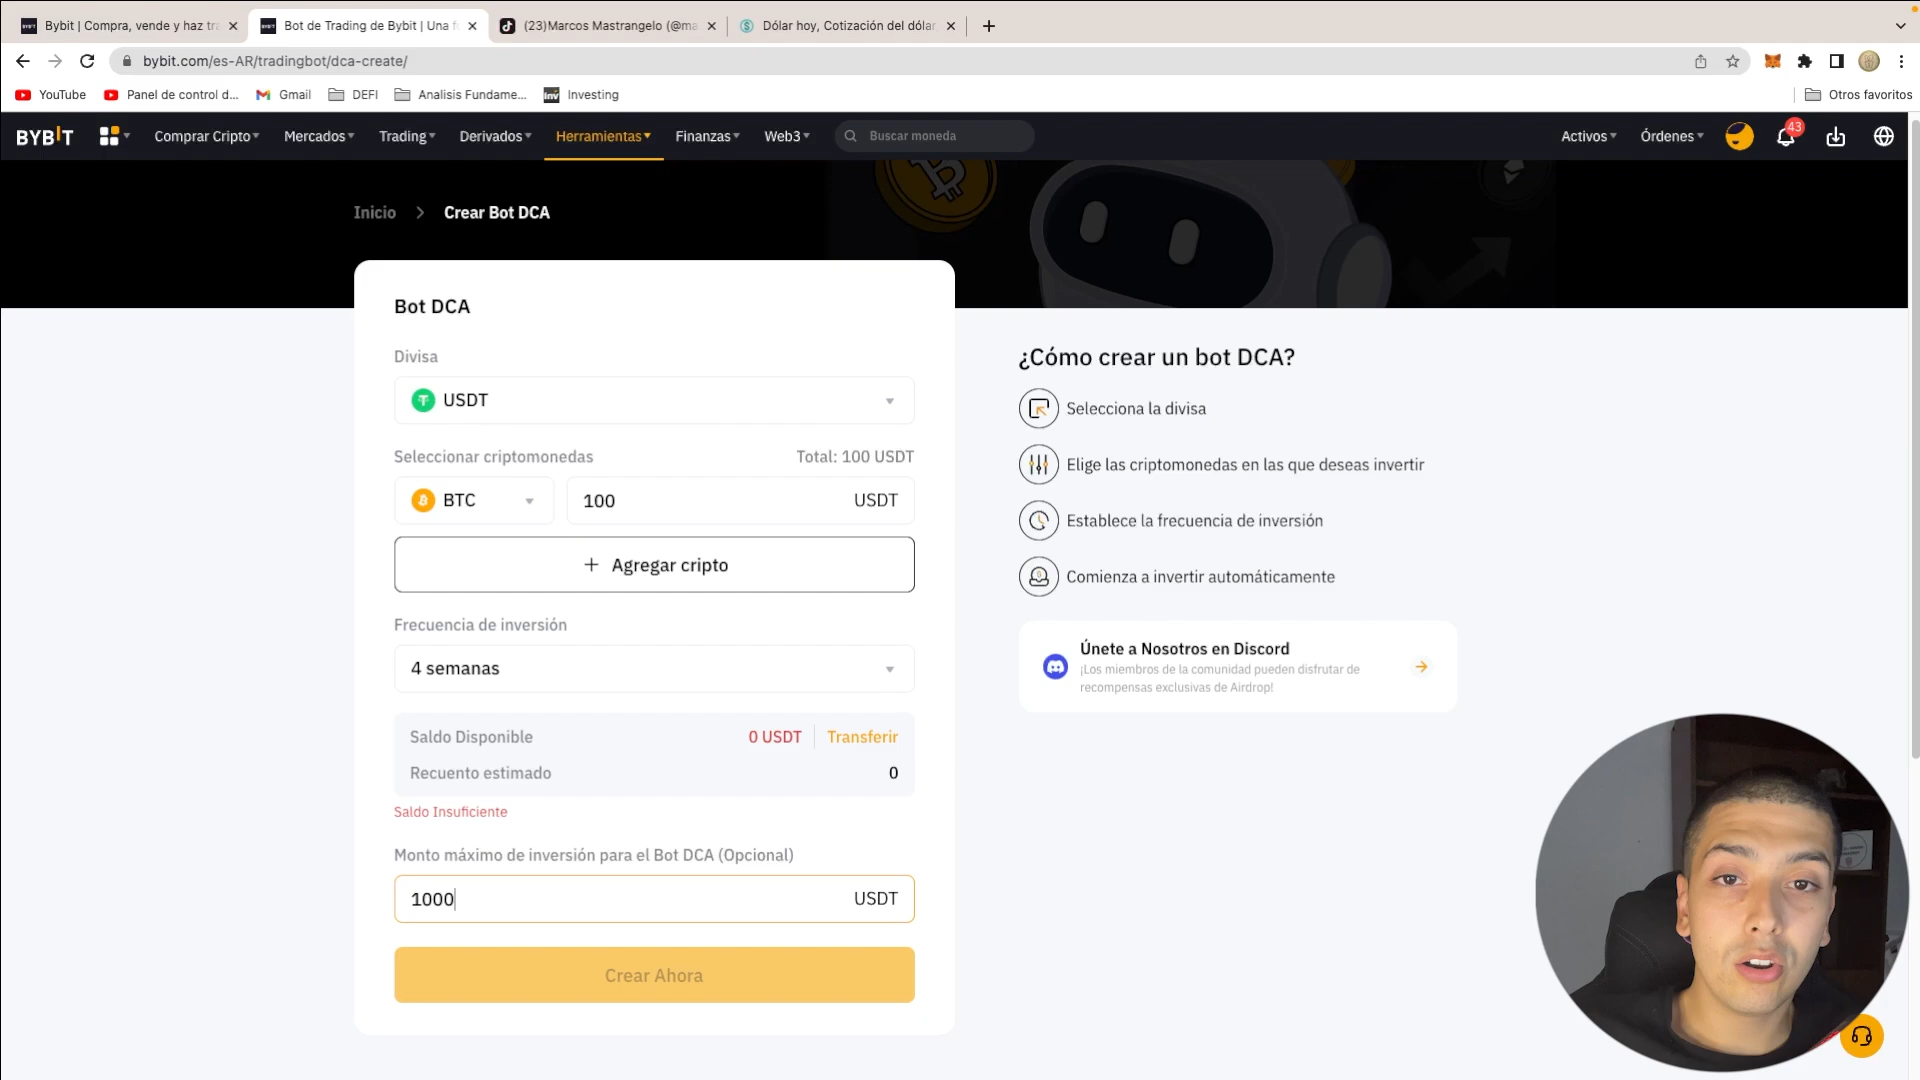 Bybit | Compra, vende y haz tra
Bot de Trading de Bybit | Una fo
(23)Marcos Mastrangelo (@ma
Dólar hoy, Cotización del dólar
bybit.com/es-AR/tradingbot/dca-create/
YouTube
Panel de control d...
Gmail
DEFI
Analisis Fundame...
Investing
Otros favoritos
BYBIT
Comprar Cripto
Mercados
Trading
Derivados
Herramientas
Finanzas
Web3
Buscar moneda
Activos
Órdenes
43
Inicio > Crear Bot DCA
Bot DCA
Divisa
USDT
Seleccionar criptomonedas
Total: 100 USDT
BTC
100
USDT
+ Agregar cripto
Frecuencia de inversión
4 semanas
Saldo Disponible
0 USDT
Transferir
Recuento estimado
0
Saldo Insuficiente
Monto máximo de inversión para el Bot DCA (Opcional)
1000
USDT
Crear Ahora
¿Cómo crear un bot DCA?
Selecciona la divisa
Elige las criptomonedas en las que deseas invertir
Establece la frecuencia de inversión
Comienza a invertir automáticamente
Únete a Nosotros en Discord
¡Los miembros de la comunidad pueden disfrutar de
recompensas exclusivas de Airdrop!